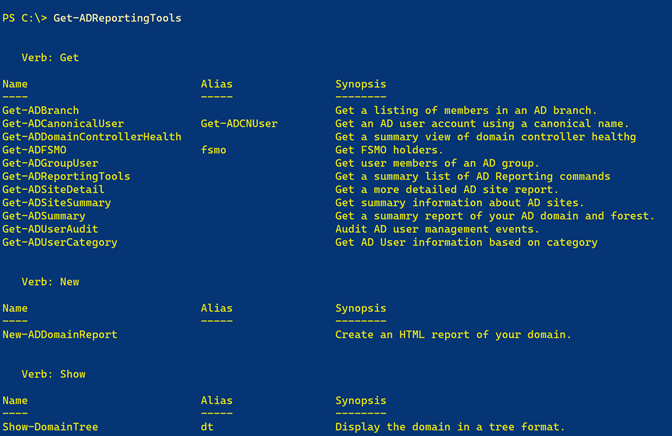 PS C:\> Get-ADReportingTools
Verb: Get
Name Alias Synopsis
---- ----- --------
Get-ADBranch Get a listing of members in an AD branch.
Get-ADCanonicalUser Get-ADCNUser Get an AD user account using a canonical name.
Get-ADDomainControllerHealth Get a summary view of domain controller healthg
Get-ADFSMO fsmo Get FSMO holders.
Get-ADGroupUser Get user members of an AD group.
Get-ADReportingTools Get a summary list of AD Reporting commands
Get-ADSiteDetail Get a more detailed AD site report.
Get-ADSiteSummary Get summary information about AD sites.
Get-ADSummary Get a sumamry report of your AD domain and forest.
Get-ADUserAudit Audit AD user management events.
Get-ADUserCategory Get AD User information based on category
Verb: New
Name Alias Synopsis
---- ----- --------
New-ADDomainReport Create an HTML report of your domain.
Verb: Show
Name Alias Synopsis
---- ----- --------
Show-DomainTree dt Display the domain in a tree format.